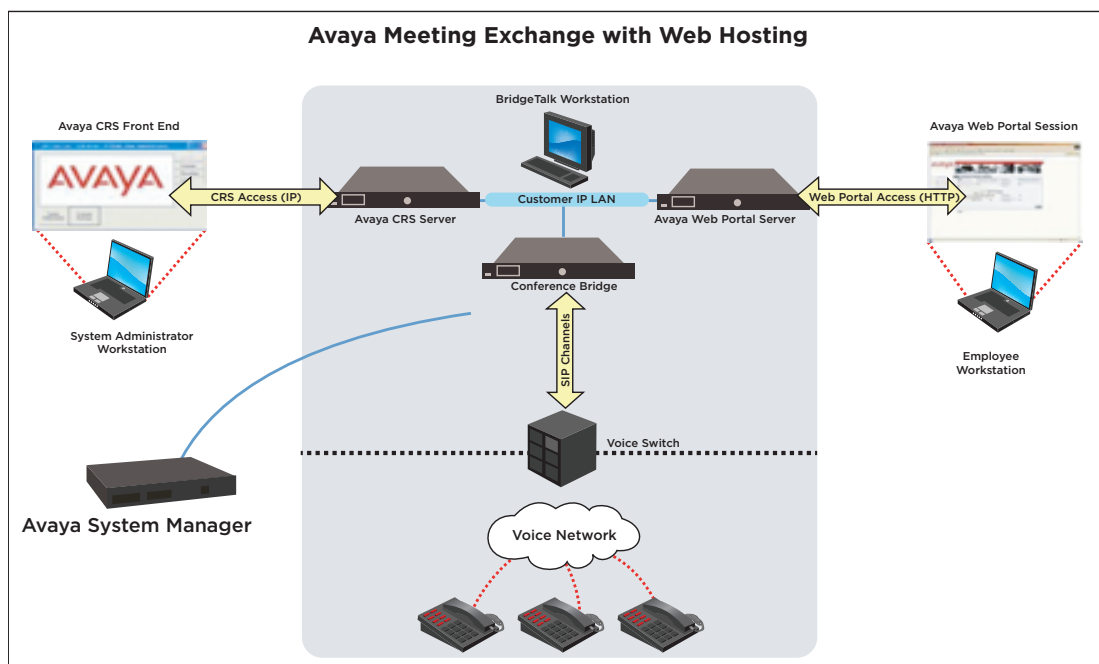 Avaya Meeting Exchange with Web Hosting
BridgeTalk Workstation
Avaya CRS Front End
Avaya Web Portal Session
AVAYA
CRS Access (IP)
Customer IP LAN
Web Portal Access (HTTP)
Avaya CRS Server
Avaya Web Portal Server
Conference Bridge
System Administrator
Workstation
SIP Channels
Employee
Workstation
Voice Switch
Avaya System Manager
Voice Network